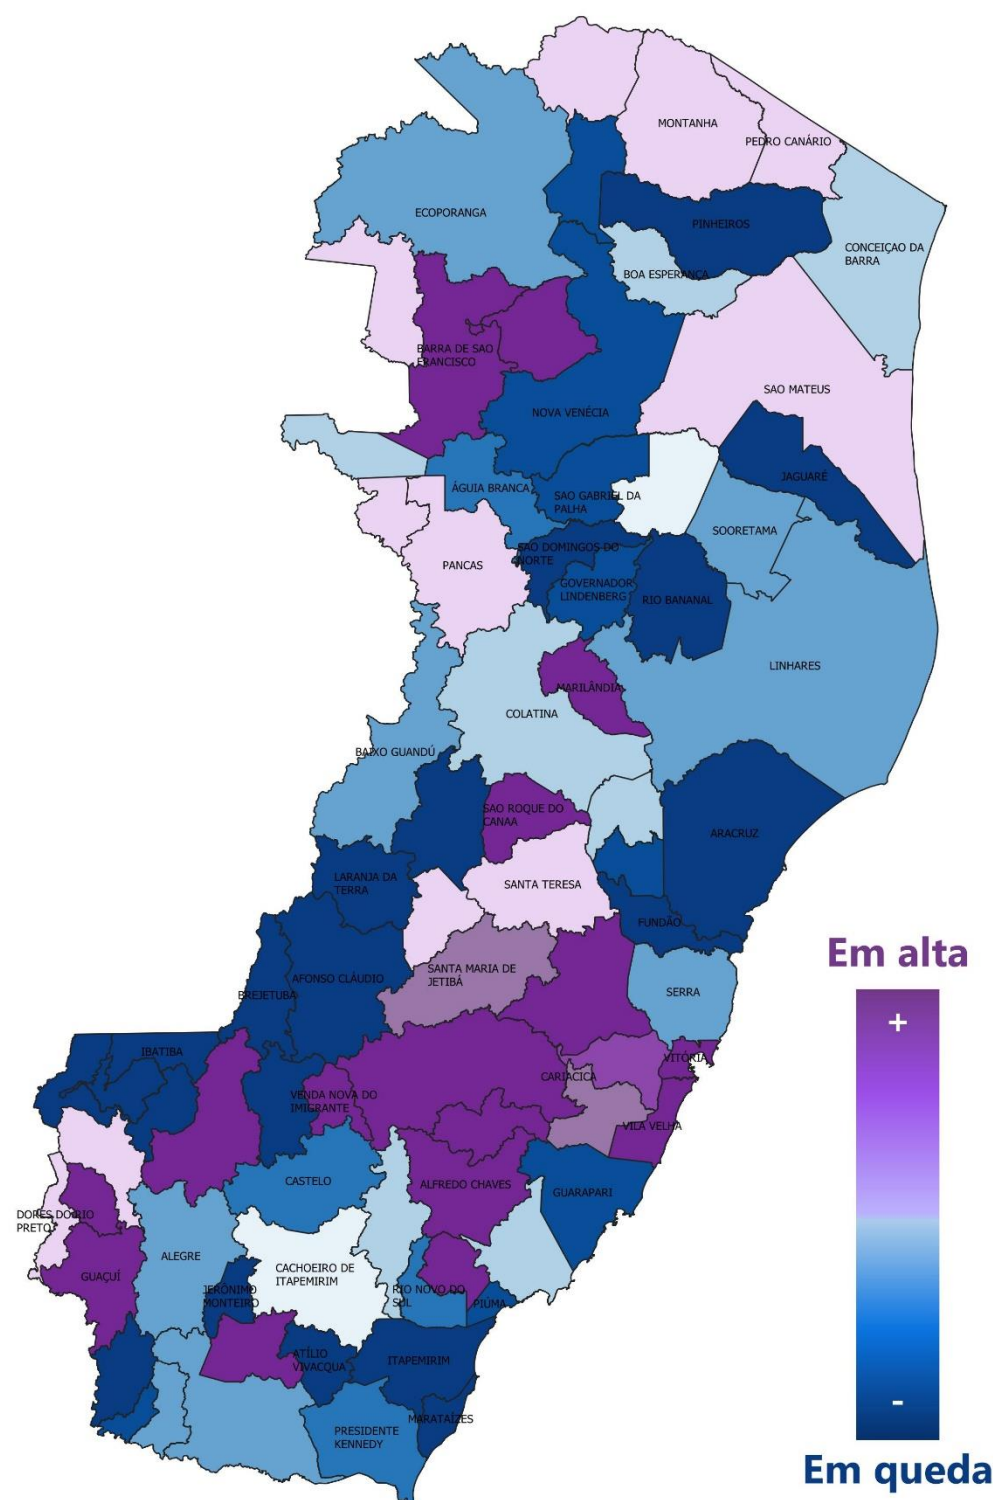 MONTANHA
PEDRO CANÁRIO
ECOPORANGA
PINHEIROS
CONCEIÇAO DA
BARRA
BOA ESPERANÇA
BARRA DE SAO
FRANCISCO
SAO MATEUS
NOVA VENÉCIA
JAGUARÉ
ÁGUIA BRANCA
SAO GABRIEL DA
PALHA
SOORETAMA
SAO DOMINGOS DO
NORTE
PANCAS
GOVERNADOR
LINDENBERG
RIO BANANAL
LINHARES
MARILÂNDIA
COLATINA
BAIXO GUANDÚ
SAO ROQUE DO
CANAA
ARACRUZ
LARANJA DA
TERRA
SANTA TERESA
FUNDÃO
SANTA MARIA DE
JETIBÁ
AFONSO CLÁUDIO
BREJETUBA
SERRA
IBATIBA
VITÓRIA
CARIACICA
VENDA NOVA DO
IMIGRANTE
VILA VELHA
CASTELO
ALFREDO CHAVES
GUARAPARI
DORES DO RIO
PRETO
ALEGRE
CACHOEIRO DE
ITAPEMIRIM
GUAÇUÍ
JERÔNIMO
MONTEIRO
RIO NOVO DO
SUL
PIÚMA
ATÍLIO
VIVACQUA
ITAPEMIRIM
MARATAÍZES
PRESIDENTE
KENNEDY
Em alta
+
-
Em queda